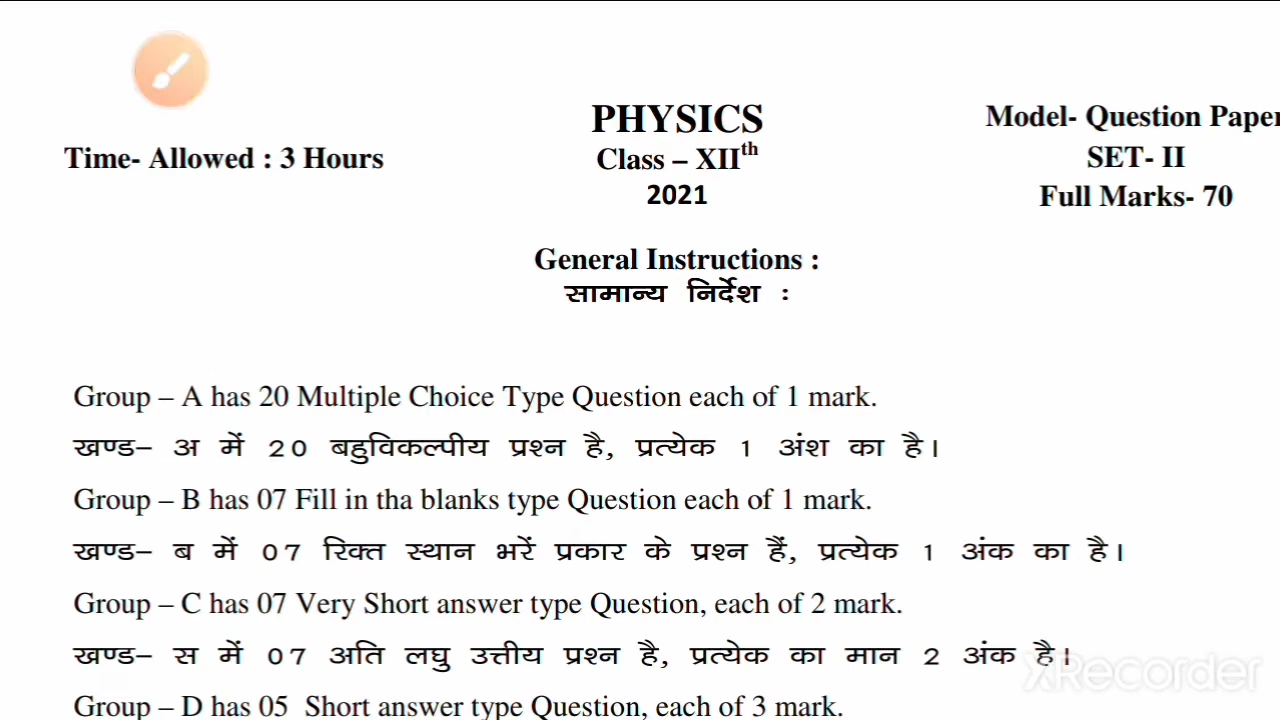 PHYSICS
Model- Question Paper
Time- Allowed : 3 Hours
Class – XIIth
SET- II
2021
Full Marks- 70
General Instructions :
सामान्य निर्देश :
Group – A has 20 Multiple Choice Type Question each of 1 mark.
खण्ड– अ में 20 बहुविकल्पीय प्रश्न है, प्रत्येक 1 अंश का है।
Group – B has 07 Fill in tha blanks type Question each of 1 mark.
खण्ड– ब में 07 रिक्त स्थान भरें प्रकार के प्रश्न हैं, प्रत्येक 1 अंक का है।
Group – C has 07 Very Short answer type Question, each of 2 mark.
खण्ड– स में 07 अति लघु उत्तीय प्रश्न है, प्रत्येक का मान 2 अंक है।
XRecorder
Group – D has 05 Short answer type Question, each of 3 mark.